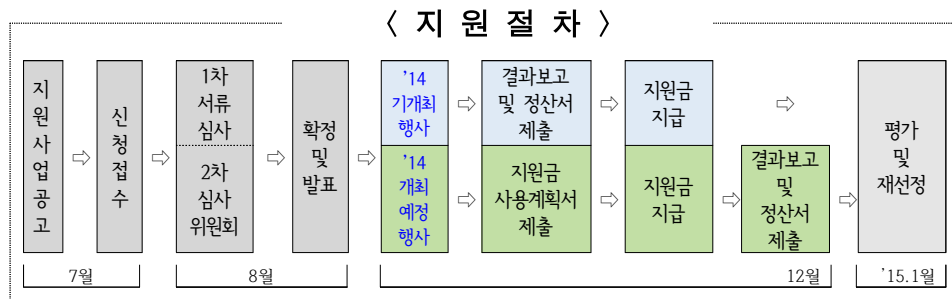 < 지 원 절 차 >
지
원
사
업
공
고
신
청
접
수
1차
서류
심사
2차
심사
위원회
확정
및
발표
’14
기개최
행사
결과보고
및 정산서
제출
지원금
지급
’14
개최
예정
행사
지원금
사용계획서
제출
지원금
지급
결과보고
및
정산서
제출
평가
및
재선정
7월
8월
12월
’15.1월